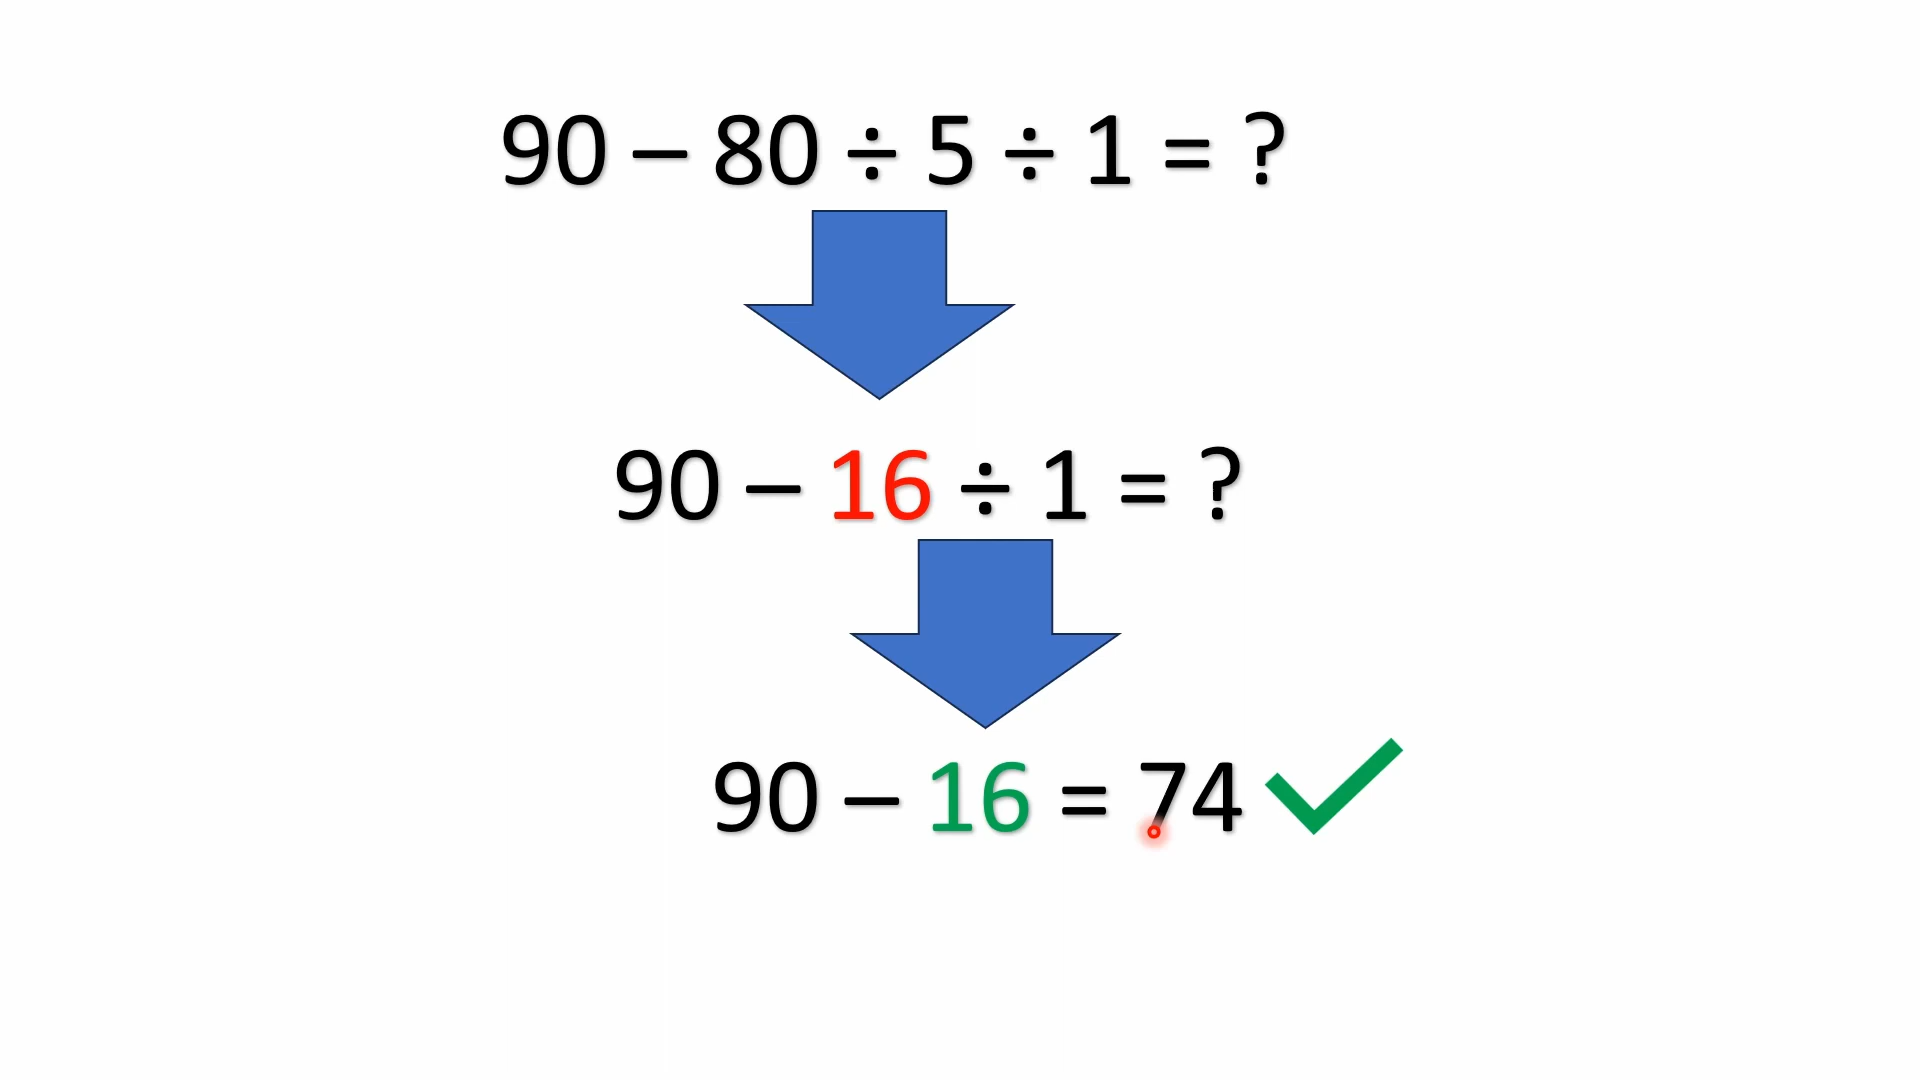 90 – 80 ÷ 5 ÷ 1 = ?
90 – 16 ÷ 1 = ?
90 – 16 = 74